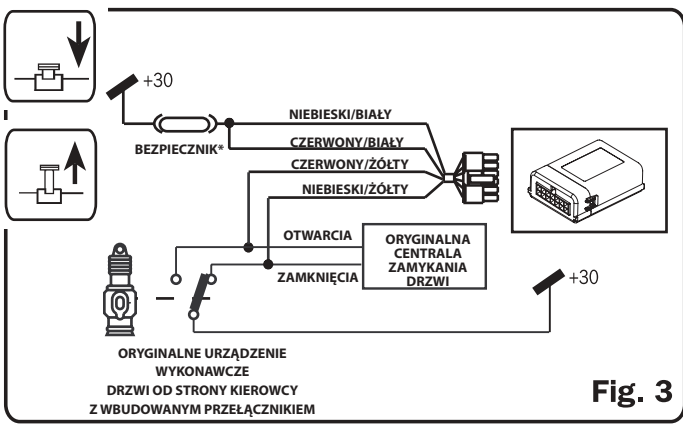 +30
NIEBIESKI/BIAŁY
BEZPIECZNIK*
CZERWONY/BIAŁY
CZERWONY/ŻÓŁTY
NIEBIESKI/ŻÓŁTY
OTWARCIA
ZAMKNIĘCIA
ORYGINALNA
CENTRALA
ZAMYKANIA
DRZWI
+30
ORYGINALNE URZĄDZENIE
WYKONAWCZE
DRZWI OD STRONY KIEROWCY
Z WBUDOWANYM PRZEŁĄCZNIKIEM
Fig. 3